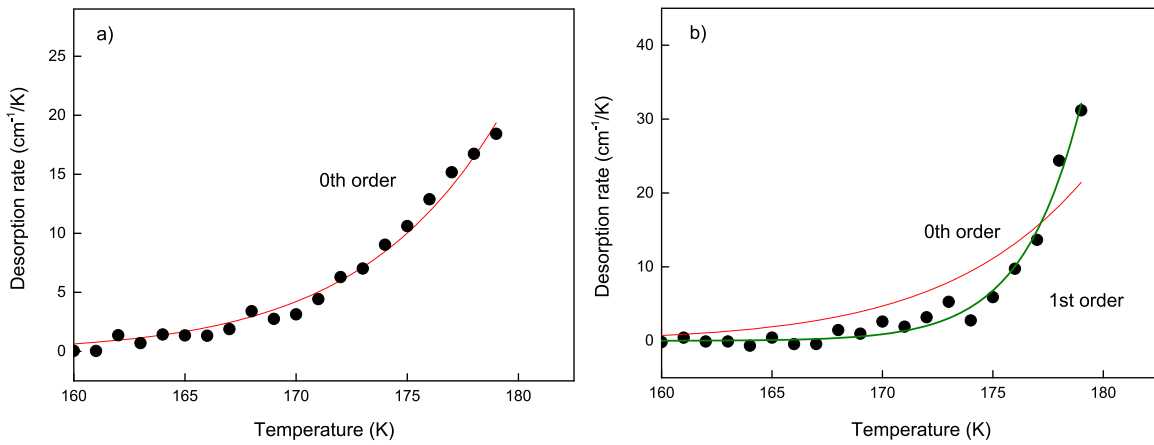 a)
25
20
15
10
5
0
Desorption rate (cm⁻¹/K)
0th order
160
165
170
175
180
Temperature (K)
b)
40
30
20
10
0
Desorption rate (cm⁻¹/K)
0th order
1st order
160
165
170
175
180
Temperature (K)